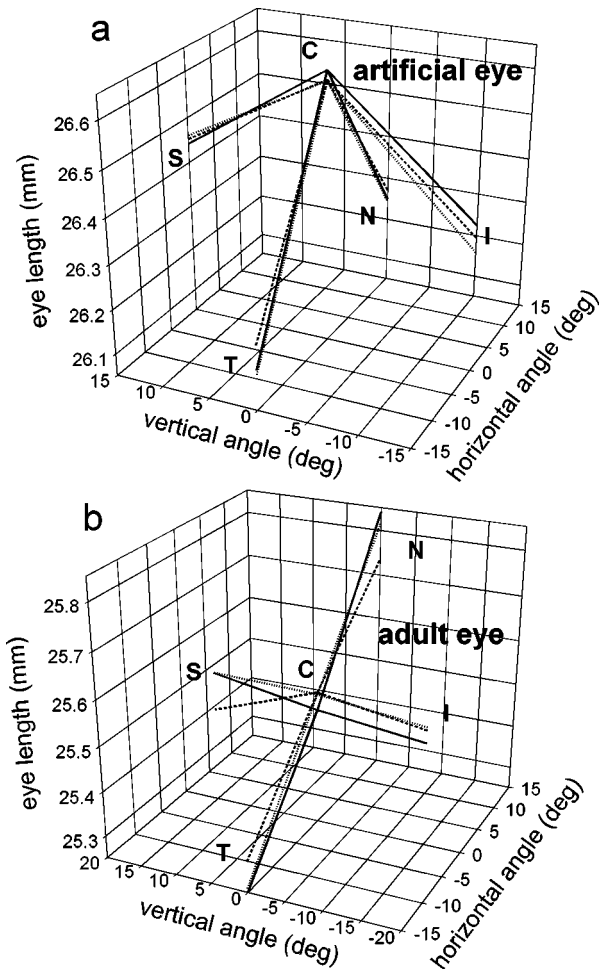 a
artificial eye
C
S
N
I
T
eye length (mm)
26.6
26.5
26.4
26.3
26.2
26.1
15
10
5
0
-5
-10
-15
vertical angle (deg)
15
10
5
0
-5
-10
-15
horizontal angle (deg)
b
adult eye
N
S
C
I
T
eye length (mm)
25.8
25.7
25.6
25.5
25.4
25.3
20
15
10
5
0
-5
-10
-15
-20
vertical angle (deg)
15
10
5
0
-5
-10
-15
horizontal angle (deg)